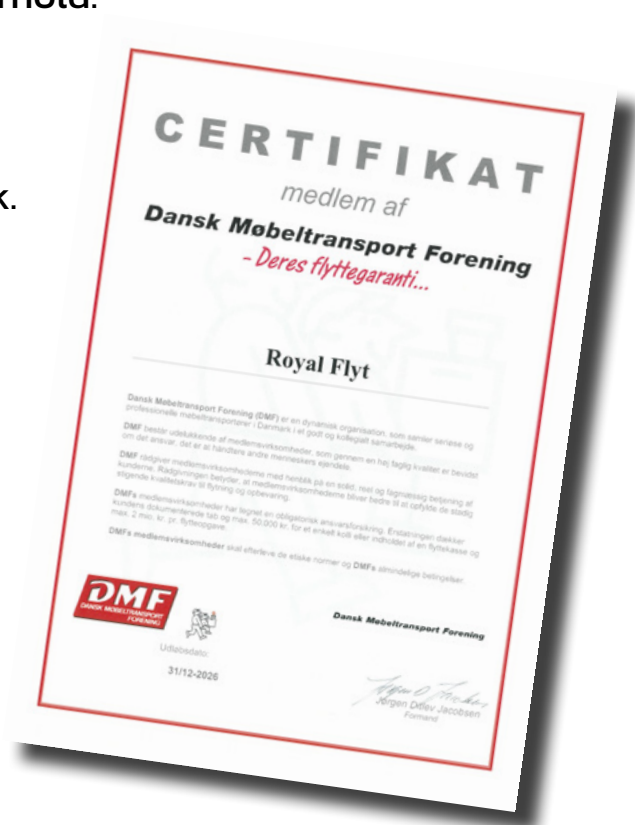 k.
CERTIFIKAT
medlem af
Dansk Møbeltransport Forening
- Deres flyttegaranti...
Royal Flyt
Dansk Møbeltransport Forening (DMF) er en dynamisk organisation, som samler seriøse og
professionelle møbeltransportører i Danmark i et godt og kollegialt samarbejde.
DMF består udelukkende af medlemsvirksomheder, som gennem en høj faglig kvalitet er bevidst
om det ansvar, det er at håndtere andre menneskers ejendele.
DMF rådgiver medlemsvirksomhederne med henblik på en stabil, reel og fagmæssig betjening af
kunderne. Rådgivningen betyder, at medlemsvirksomhederne bliver bedre til at opfylde de stadig
stigende kvalitetskrav til flytning og opbevaring.
DMFs medlemsvirksomheder har tegnet en obligatorisk ansvarsforsikring. Erstatningen dækker
kundens dokumenterede tab og max. 50.000 kr. for et enkelt kolli eller indholdet af en flyttekasse og
max. 2 mio. kr. pr. flytteopgave.
DMFs medlemsvirksomheder skal efterleve de etiske normer og DMFs almindelige betingelser.
DMF
DANSK MØBELTRANSPORT
FORENING
Dansk Møbeltransport Forening
Udløbsdato:
31/12-2026
Jørgen Ditlev Jacobsen
Formand